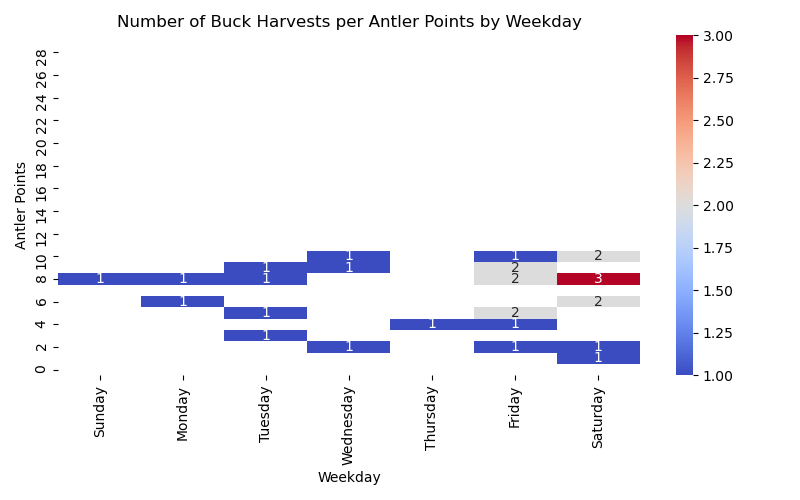 Number of Buck Harvests per Antler Points by Weekday
3.00
28
26
2.75
24
22
2.50
20
18
2.25
16
Antler Points
14
2.00
12
1 1 2
10
1 1 2
1.75
8
1 1 1 2 3
6
1 2
1.50
1 2
4
1 1
1.25
1
2
1 1 1
1
0
1.00
Sunday
Monday
Tuesday
Wednesday
Thursday
Friday
Saturday
Weekday